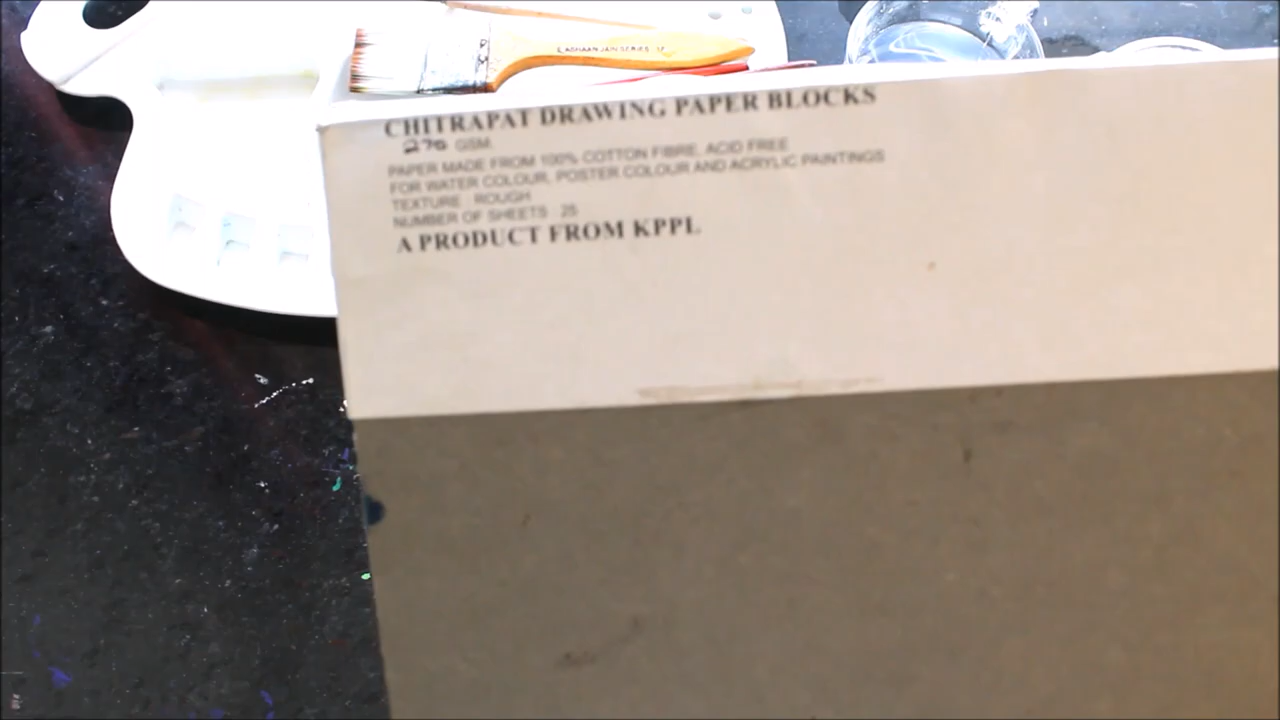 CHITRAPAT DRAWING PAPER BLOCKS
270 GSM
PAPER MADE FROM 100% COTTON FIBRE, ACID FREE
FOR WATER COLOUR, POSTER COLOUR AND ACRYLIC PAINTINGS
TEXTURE : ROUGH
NUMBER OF SHEETS : 25
A PRODUCT FROM KPPL